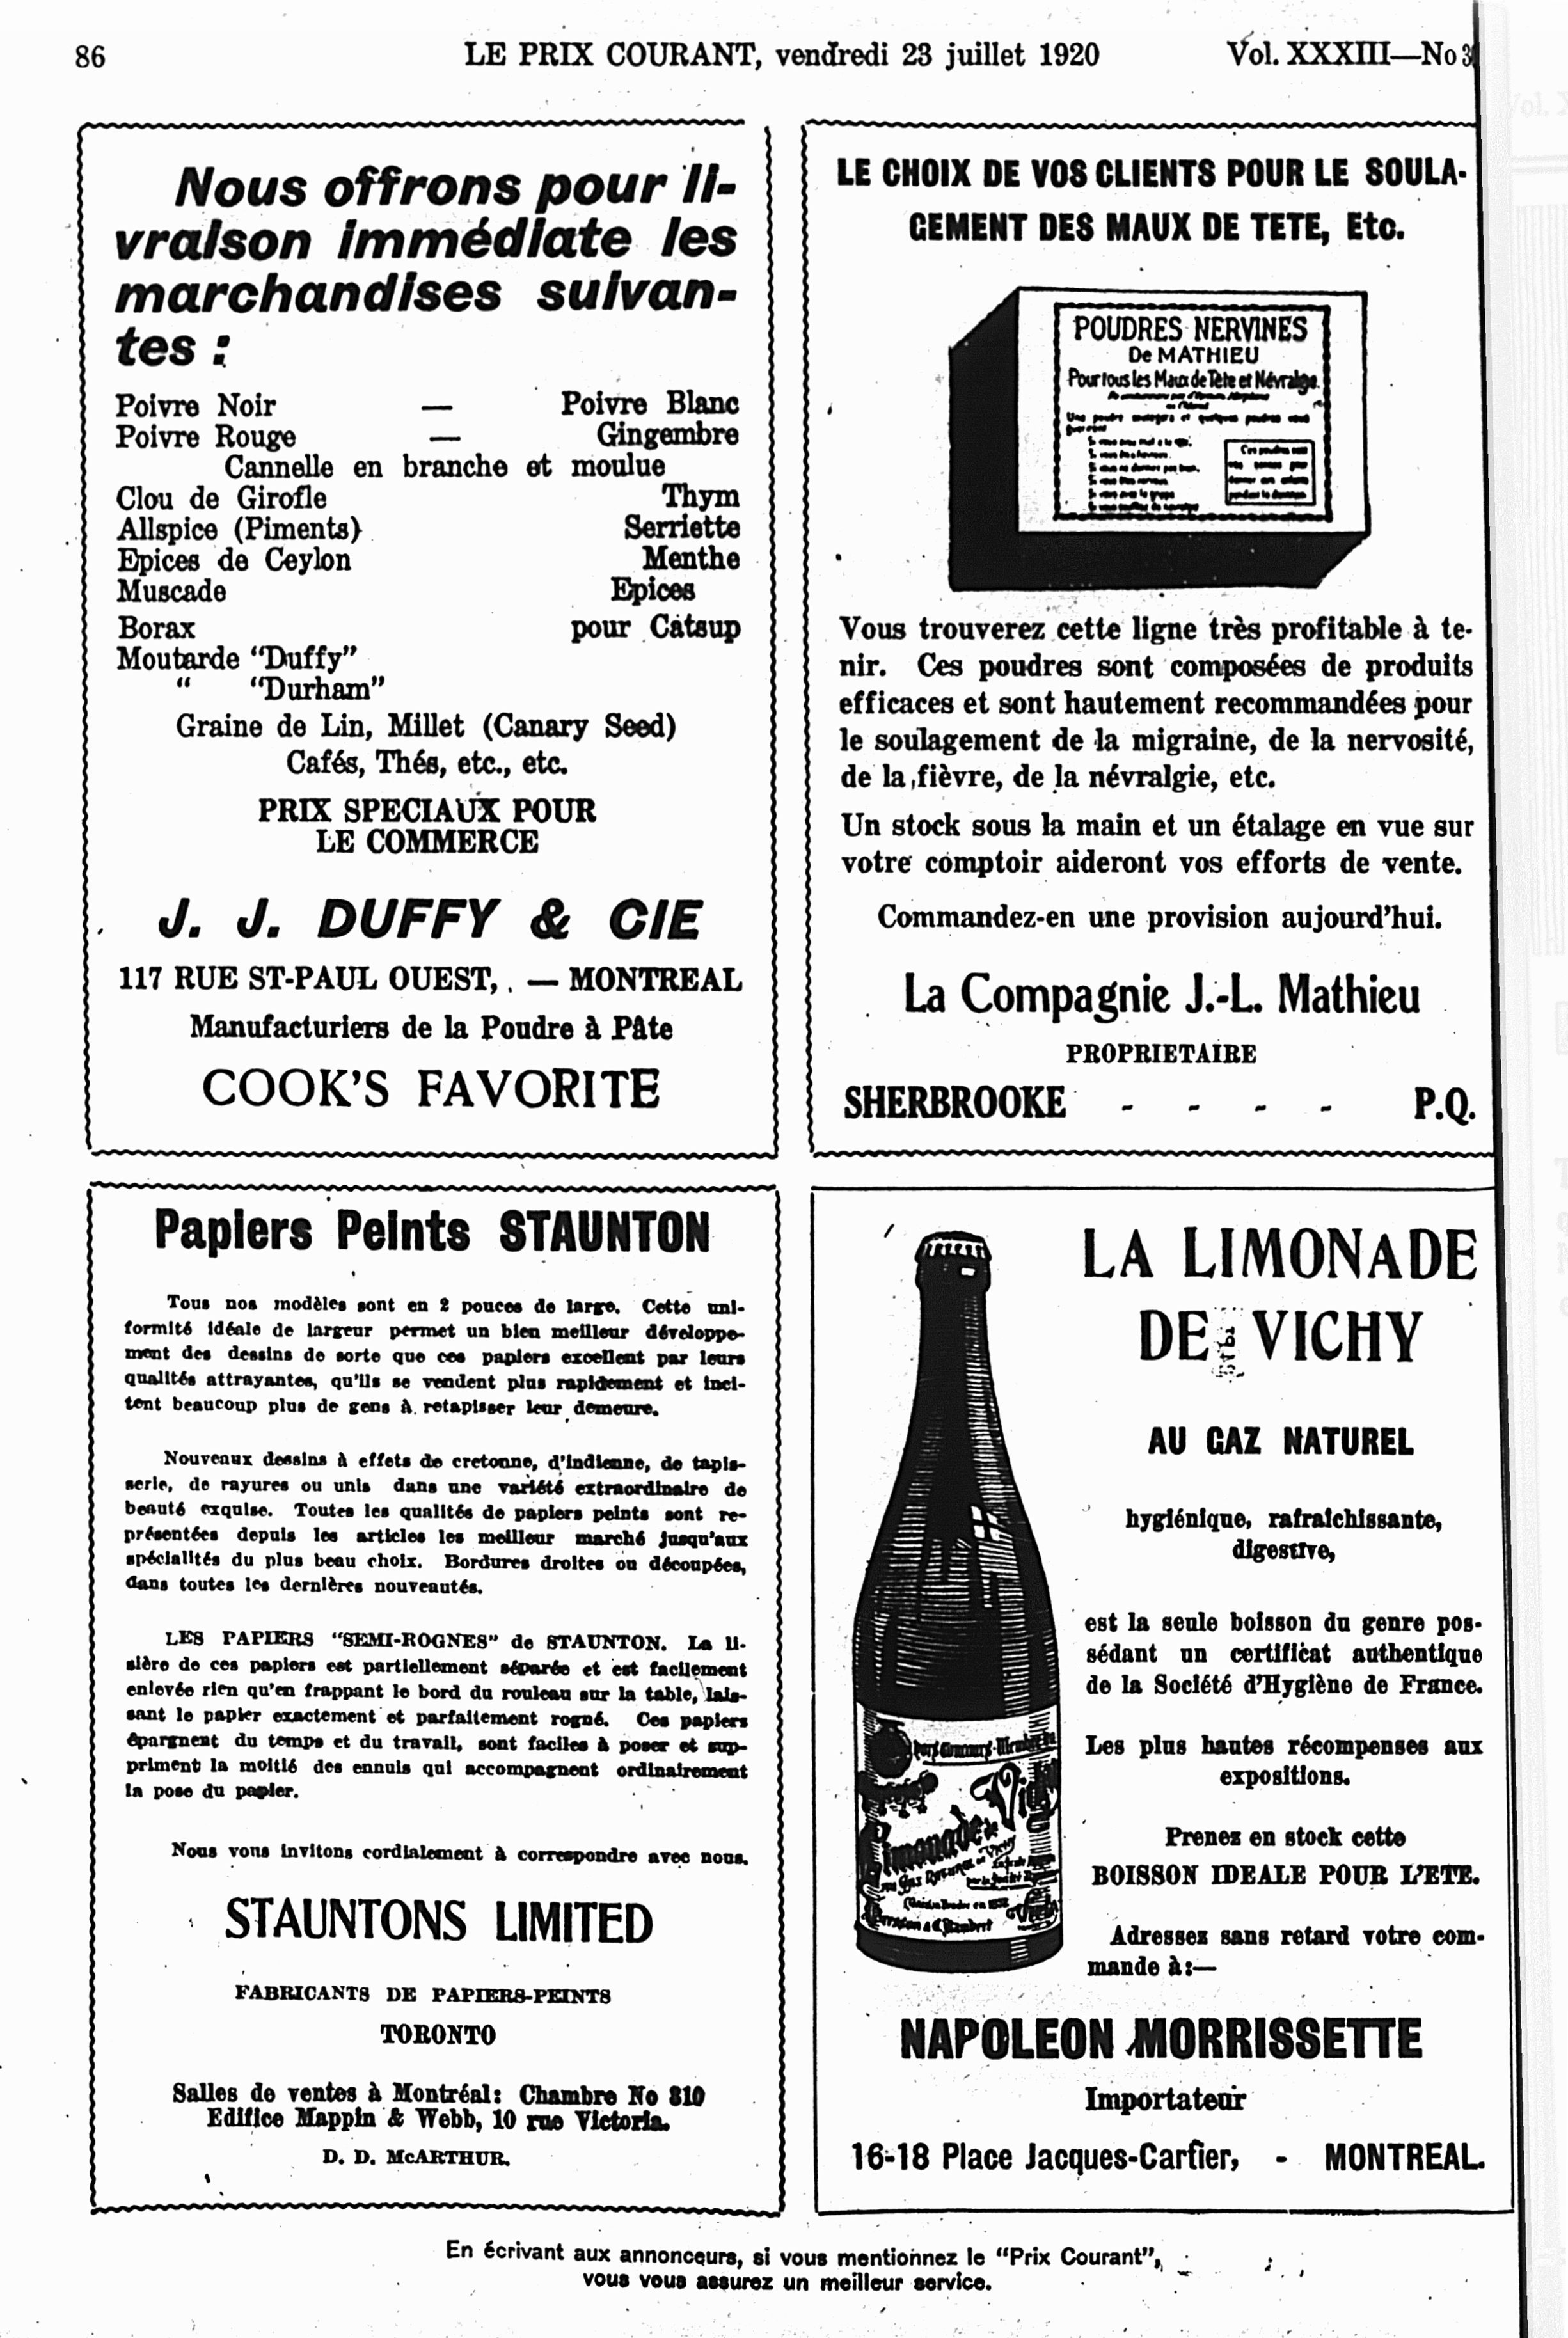 86
LE PRIX COURANT, vendredi 23 juillet 1920
Vol. XXXIII—No 3
Nous offrons pour li-
vraison immédiate les
marchandises suivan-
tes :
Poivre Noir — Poivre Blanc
Poivre Rouge — Gingembre
Cannelle en branche et moulue
Clou de Girofle Thym
Allspice (Piments) Serriette
Epices de Ceylon Menthe
Muscade Epices
Borax pour Catsup
Moutarde "Duffy"
" "Durham"
Graine de Lin, Millet (Canary Seed)
Cafés, Thés, etc., etc.
PRIX SPECIAUX POUR
LE COMMERCE
J. J. DUFFY & CIE
117 RUE ST-PAUL OUEST, . — MONTREAL
Manufacturiers de la Poudre à Pâte
COOK'S FAVORITE
LE CHOIX DE VOS CLIENTS POUR LE SOULA-
GEMENT DES MAUX DE TETE, Etc.
POUDRES NERVINES
De MATHIEU
Pour tous les Maux de Tête et Névralgie.
Vous trouverez cette ligne très profitable à te-
nir. Ces poudres sont composées de produits
efficaces et sont hautement recommandées pour
le soulagement de la migraine, de la nervosité,
de la fièvre, de la névralgie, etc.
Un stock sous la main et un étalage en vue sur
votre comptoir aideront vos efforts de vente.
Commandez-en une provision aujourd'hui.
La Compagnie J.-L. Mathieu
PROPRIETAIRE
SHERBROOKE - - - - P.Q.
Papiers Peints STAUNTON
Tous nos modèles sont en 2 pouces de large. Cette uni-
formité idéale de largeur permet un bien meilleur développe-
ment des dessins de sorte que ces papiers excellent par leurs
qualités attrayantes, qu'ils se vendent plus rapidement et inci-
tent beaucoup plus de gens à retapisser leur demeure.
Nouveaux dessins à effets de cretonne, d'indienne, de tapis-
serie, de rayures ou unis dans une variété extraordinaire de
beauté exquise. Toutes les qualités de papiers peints sont re-
présentées depuis les articles les meilleur marché jusqu'aux
spécialités du plus beau choix. Bordures droites ou découpées,
dans toutes les dernières nouveautés.
LES PAPIERS "SEMI-ROGNES" de STAUNTON. La li-
sière de ces papiers est partiellement séparée et est facilement
enlevée rien qu'en frappant le bord du rouleau sur la table, lais-
sant le papier exactement et parfaitement rogné. Ces papiers
épargnent du temps et du travail, sont faciles à poser et sup-
priment la moitié des ennuis qui accompagnent ordinairement
la pose du papier.
Nous vous invitons cordialement à correspondre avec nous.
STAUNTONS LIMITED
FABRICANTS DE PAPIERS-PEINTS
TORONTO
Salles de ventes à Montréal: Chambre No 810
Edifice Mappin & Webb, 10 rue Victoria.
D. D. McARTHUR.
LA LIMONADE
DE VICHY
AU GAZ NATUREL
hygiénique, rafraichissante,
digestive,
est la seule boisson du genre pos-
sédant un certificat authentique
de la Société d'Hygiène de France.
Les plus hautes récompenses aux
expositions.
Prenez en stock cette
BOISSON IDEALE POUR L'ETE.
Adressez sans retard votre com-
mande à:—
Limonade de Vichy
NAPOLEON MORRISSETTE
Importateur
16-18 Place Jacques-Cartier, - MONTREAL.
En écrivant aux annonceurs, si vous mentionnez le "Prix Courant",
vous vous assurez un meilleur service.